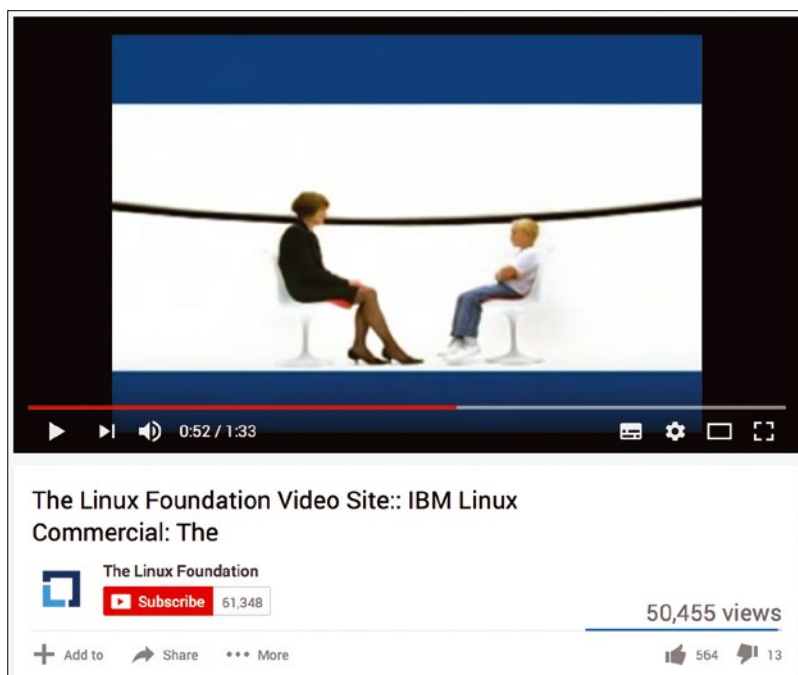 0:52 / 1:33
The Linux Foundation Video Site:: IBM Linux
Commercial: The
The Linux Foundation
Subscribe 61,348
50,455 views
Add to Share More 564 13